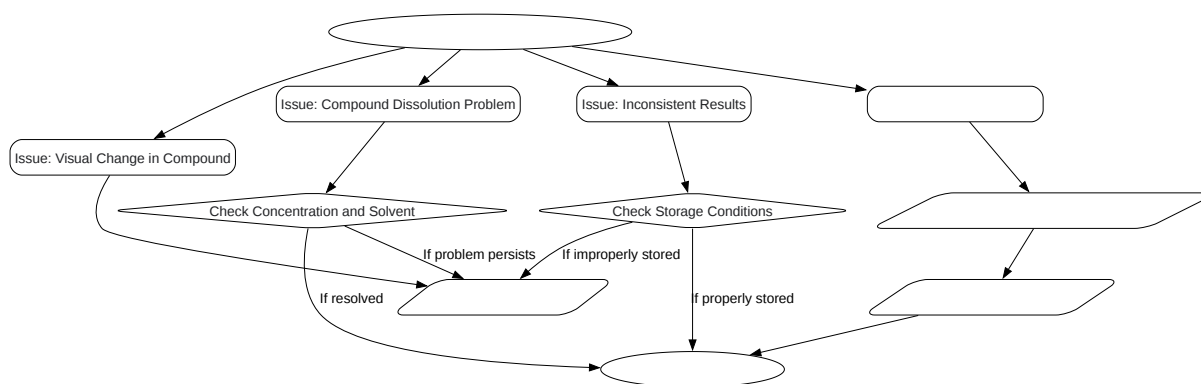 Issue: Compound Dissolution Problem
Issue: Inconsistent Results
Issue: Visual Change in Compound
Check Concentration and Solvent
Check Storage Conditions
If problem persists
If improperly stored
If resolved
If properly stored